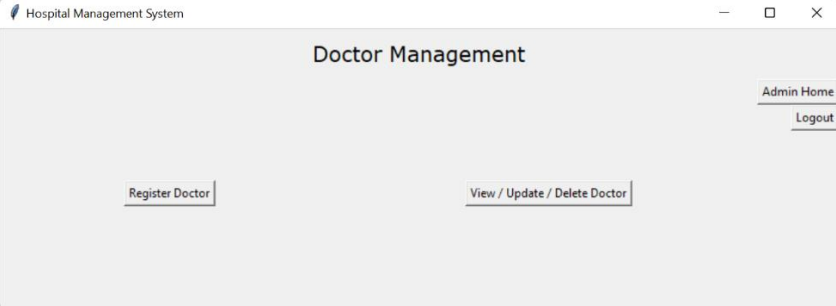 Hospital Management System
Doctor Management
Admin Home
Logout
Register Doctor
View / Update / Delete Doctor